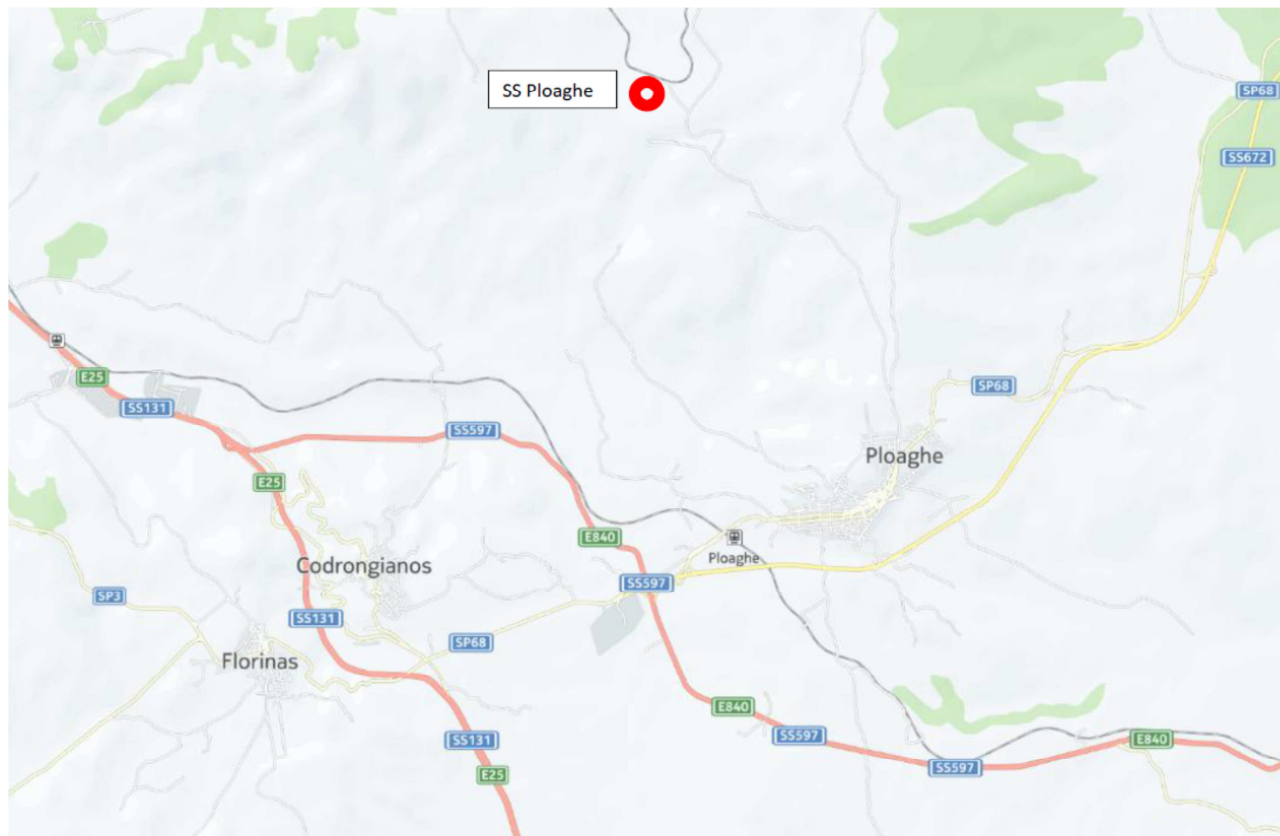 SS Ploaghe
SP68
SS672
E25
SS131
SP68
SS597
Ploaghe
E25
E840
Ploaghe
Codrongianos
SS597
SP3
SS131
SP68
Florinas
E840
SS131
SS597
E840
E25
SS597